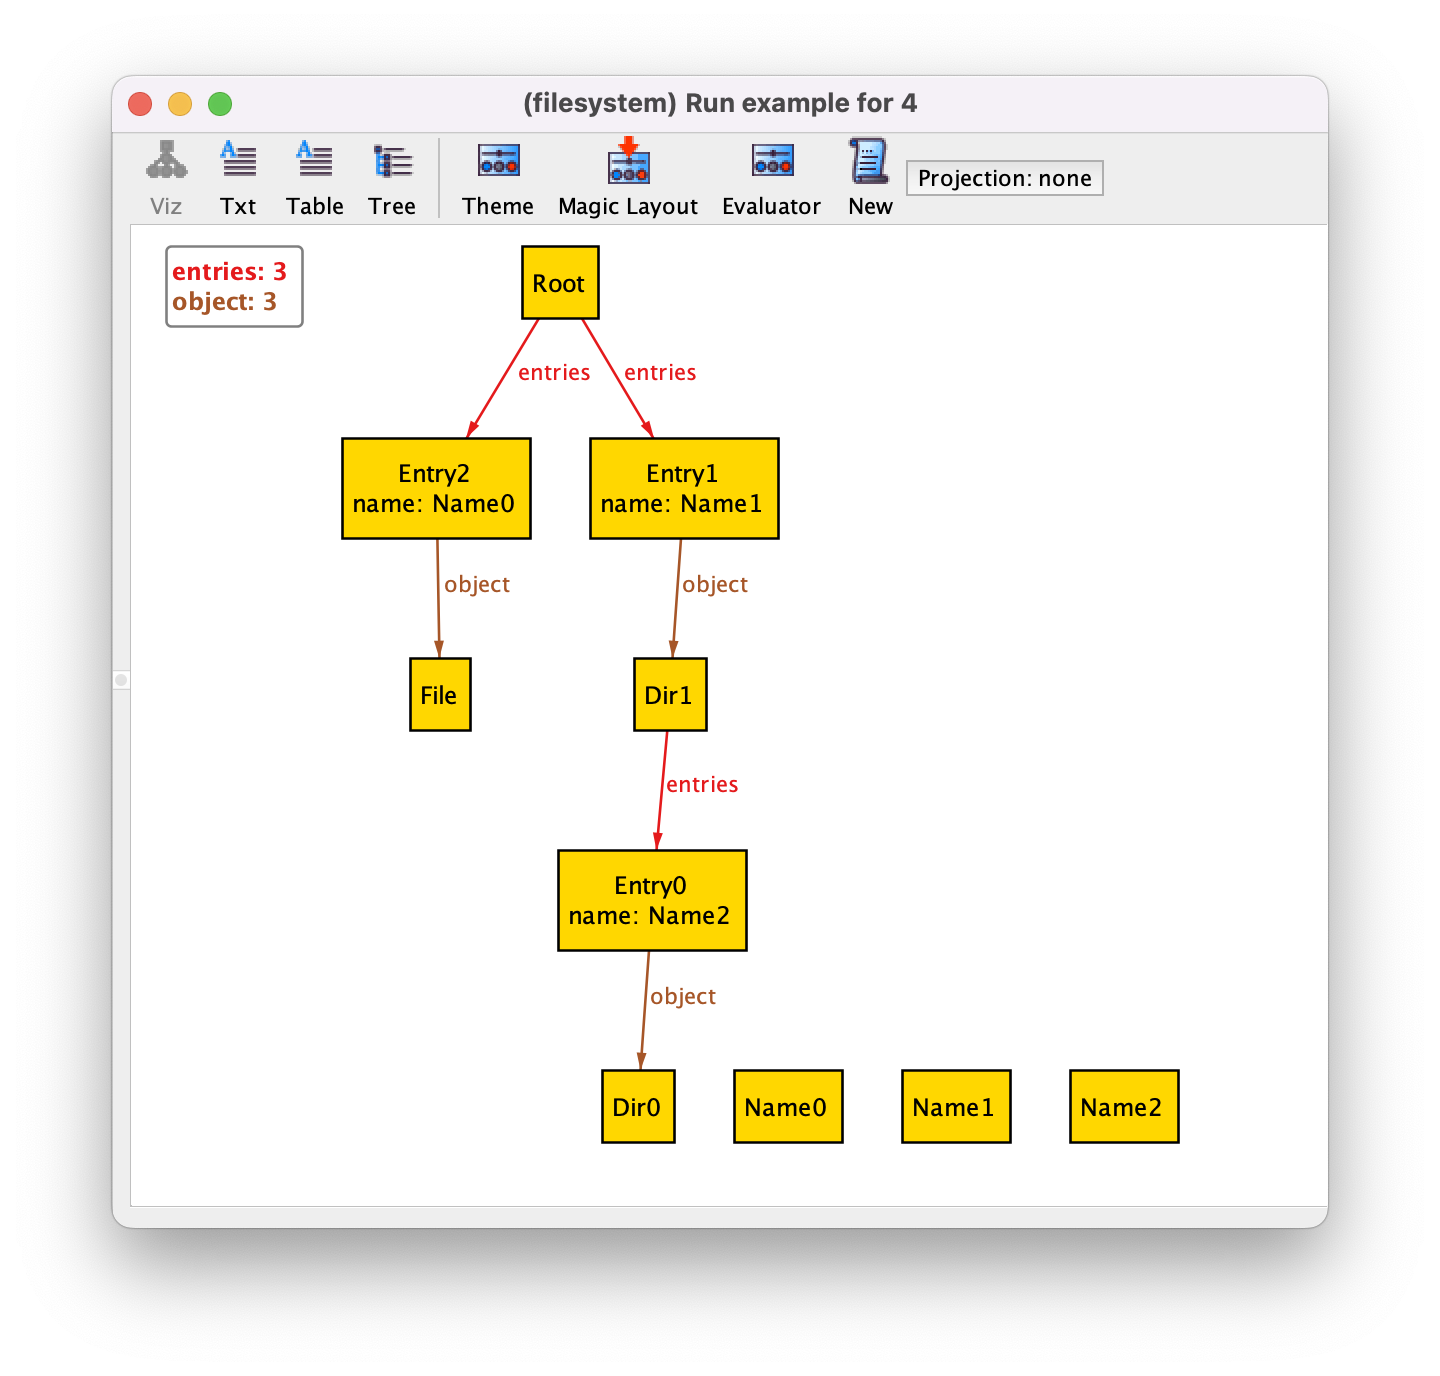 (filesystem) Run example for 4
Viz
Txt
Table
Tree
Theme
Magic Layout
Evaluator
New
Projection: none
entries: 3
object: 3
Root
entries
entries
Entry2
name: Name0
Entry1
name: Name1
object
object
File
Dir1
entries
Entry0
name: Name2
object
Dir0
Name0
Name1
Name2